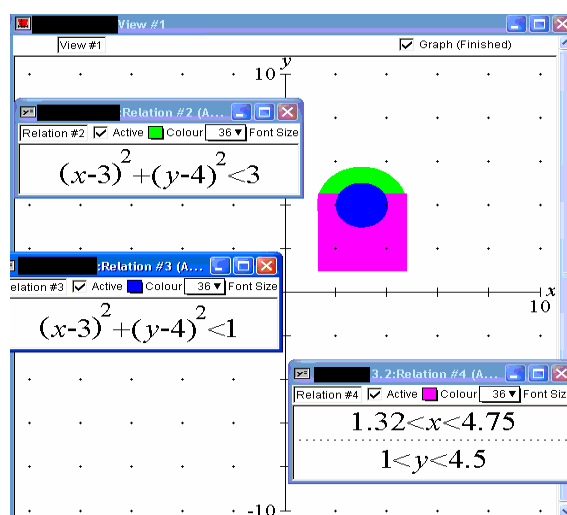 View #1
View #1 Graph (Finished)
y
10
:Relation #2 (A...
Relation #2 Active Colour 36 Font Size
(x-3)²+(y-4)²<3
:Relation #3 (A...
elation #3 Active Colour 36 Font Size
(x-3)²+(y-4)²<1
x
10
3.2:Relation #4 (A...
Relation #4 Active Colour 36 Font Siz
1.32<x<4.75
1<y<4.5
-10